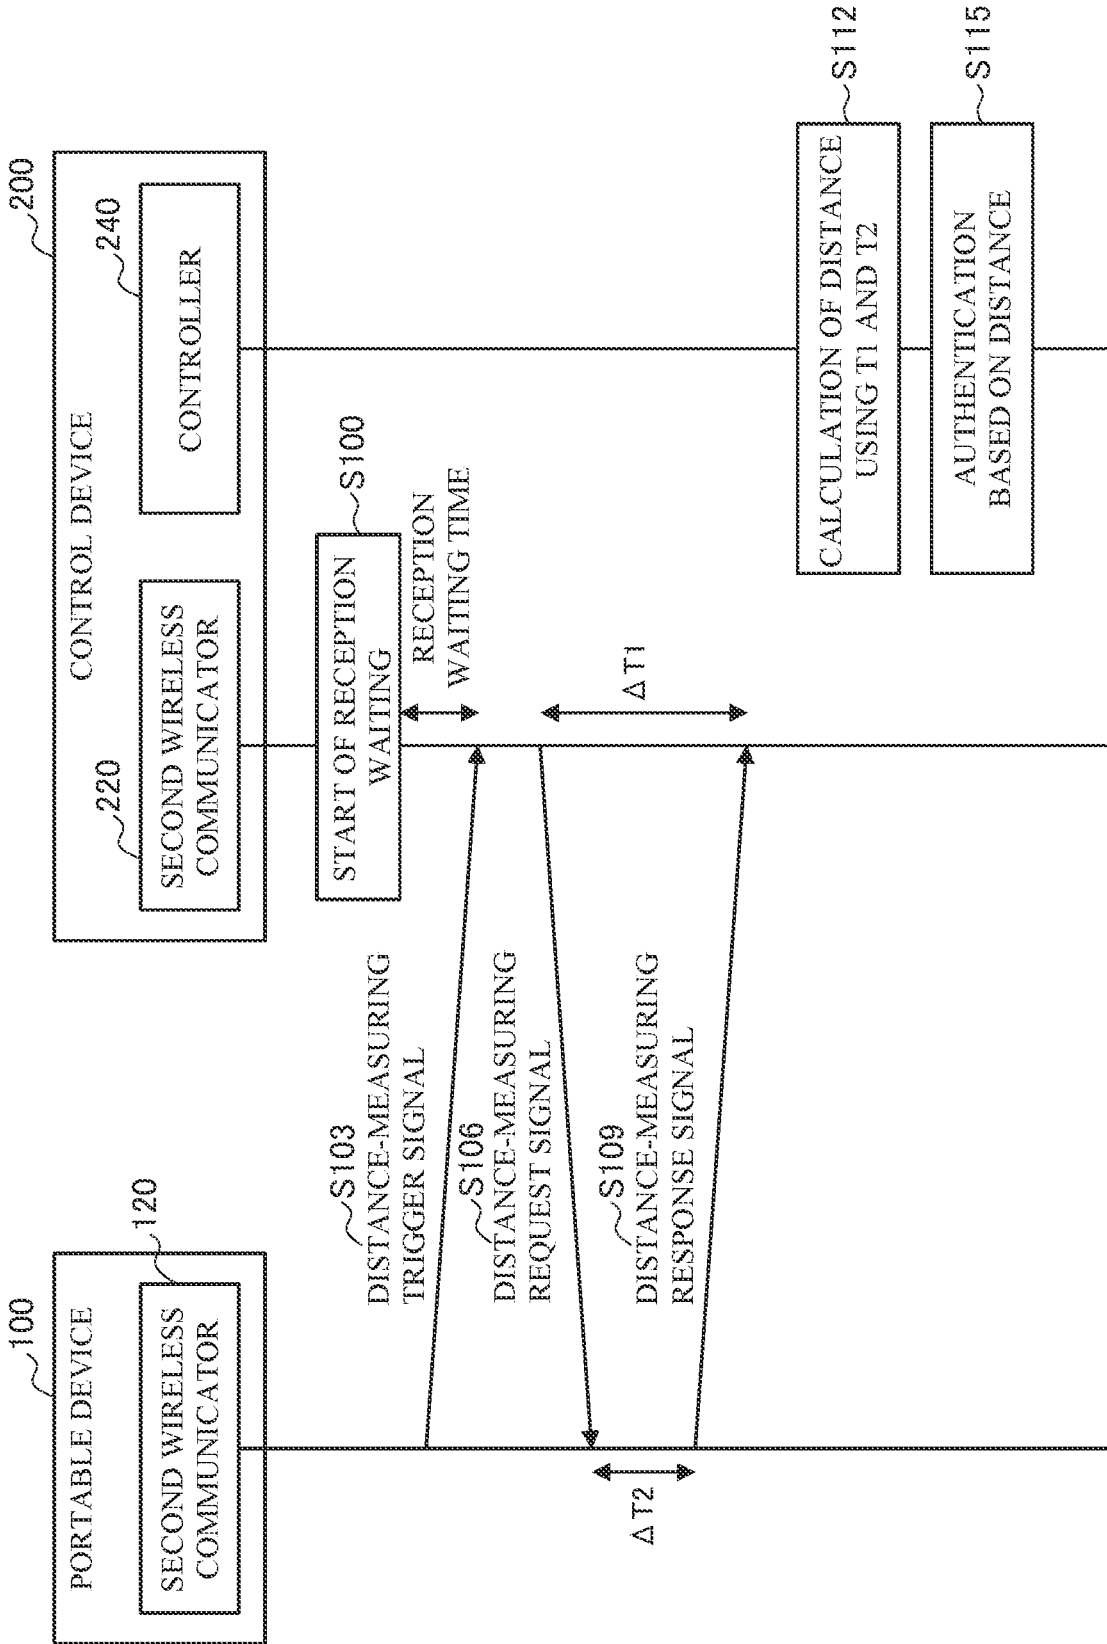 100
PORTABLE DEVICE
120
SECOND WIRELESS
COMMUNICATOR
200
CONTROL DEVICE
220
SECOND WIRELESS
COMMUNICATOR
240
CONTROLLER
S100
START OF RECEPTION
WAITING
RECEPTION
WAITING TIME
S103
DISTANCE-MEASURING
TRIGGER SIGNAL
S106
DISTANCE-MEASURING
REQUEST SIGNAL
ΔT1
S109
DISTANCE-MEASURING
RESPONSE SIGNAL
ΔT2
S112
CALCULATION OF DISTANCE
USING T1 AND T2
S115
AUTHENTICATION
BASED ON DISTANCE